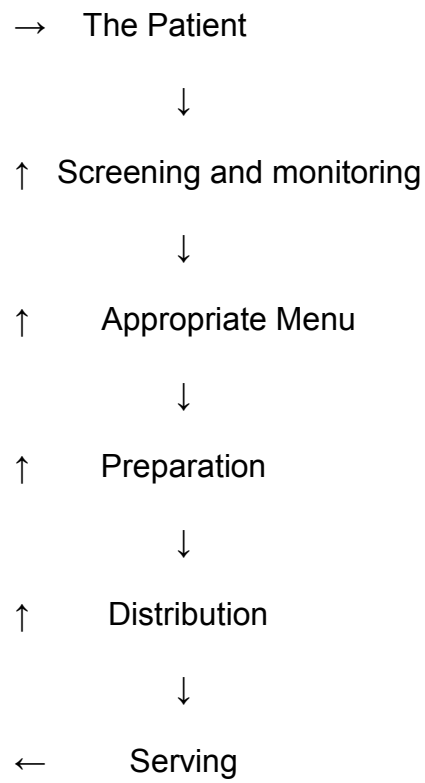 → The Patient
↓
↑ Screening and monitoring
↓
↑ Appropriate Menu
↓
↑ Preparation
↓
↑ Distribution
↓
← Serving